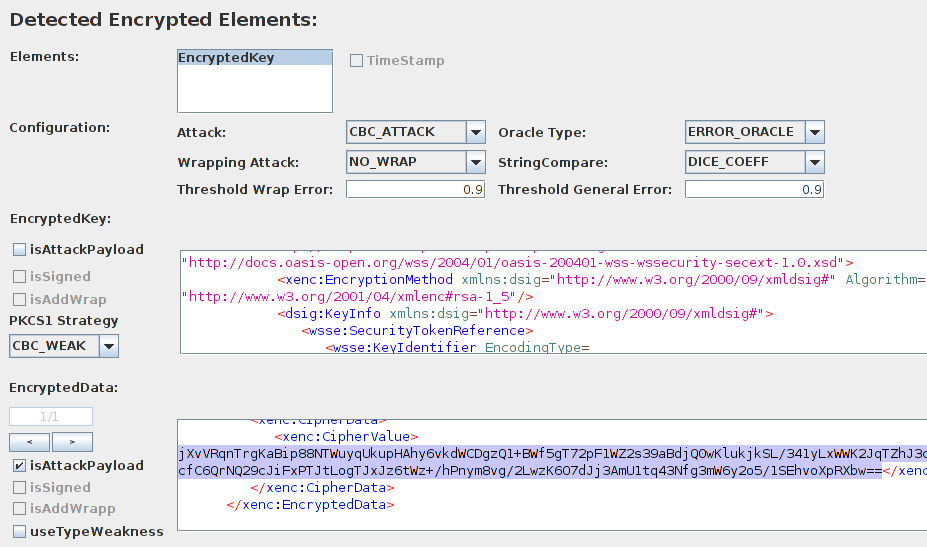 Detected Encrypted Elements:
Elements:
EncryptedKey
TimeStamp
Configuration:
Attack:
CBC_ATTACK
Oracle Type:
ERROR_ORACLE
Wrapping Attack:
NO_WRAP
StringCompare:
DICE_COEFF
Threshold Wrap Error:
0.9
Threshold General Error:
0.9
EncryptedKey:
isAttackPayload
isSigned
isAddWrap
PKCS1 Strategy
CBC_WEAK
"http://docs.oasis-open.org/wss/2004/01/oasis-200401-wss-wssecurity-secext-1.0.xsd">
<xenc:EncryptionMethod xmlns:dsig="http://www.w3.org/2000/09/xmldsig#" Algorithm=
"http://www.w3.org/2001/04/xmlenc#rsa-1_5"/>
<dsig:KeyInfo xmlns:dsig="http://www.w3.org/2000/09/xmldsig#">
<wsse:SecurityTokenReference>
<wsse:KeyIdentifier EncodingType=
EncryptedData:
1/1
< >
isAttackPayload
isSigned
isAddWrapp
useTypeWeakness
<xenc:CipherData>
<xenc:CipherValue>
jXvVRqnTrgKaBip88NTWuyqUkupHAhy6vkdWCDgzQ1+BWf5gT72pF1WZ2s39aBdjQ0wKlukjkSL/341yLxWWK2JqTZhJ3c
cfC6QrNQ29cJiFxPTJtLogTJxJz6tWz+/hPnym8vg/2LwzK6O7dJj3AmU1tq43Nfg3mW6y2o5/1SEhvoXpRXbw==</xenc
</xenc:CipherData>
</xenc:EncryptedData>